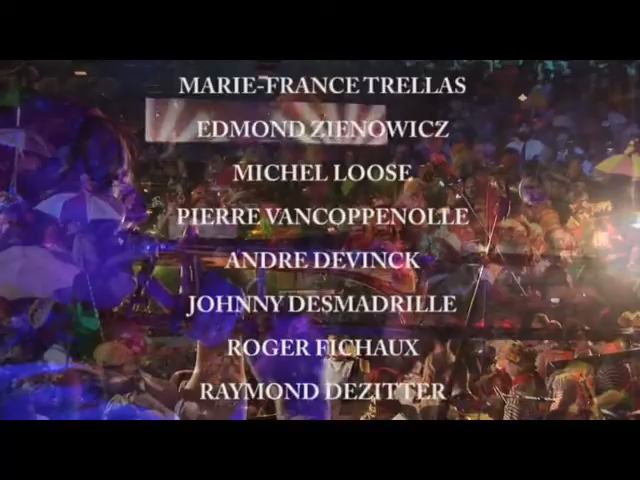 MARIE-FRANCE TRELLAS
EDMOND ZIENOWICZ
MICHEL LOOSE
PIERRE VANCOPPENOLLE
ANDRE DEVINCK
JOHNNY DESMADRILLE
ROGER FICHAUX
RAYMOND DEZITTER